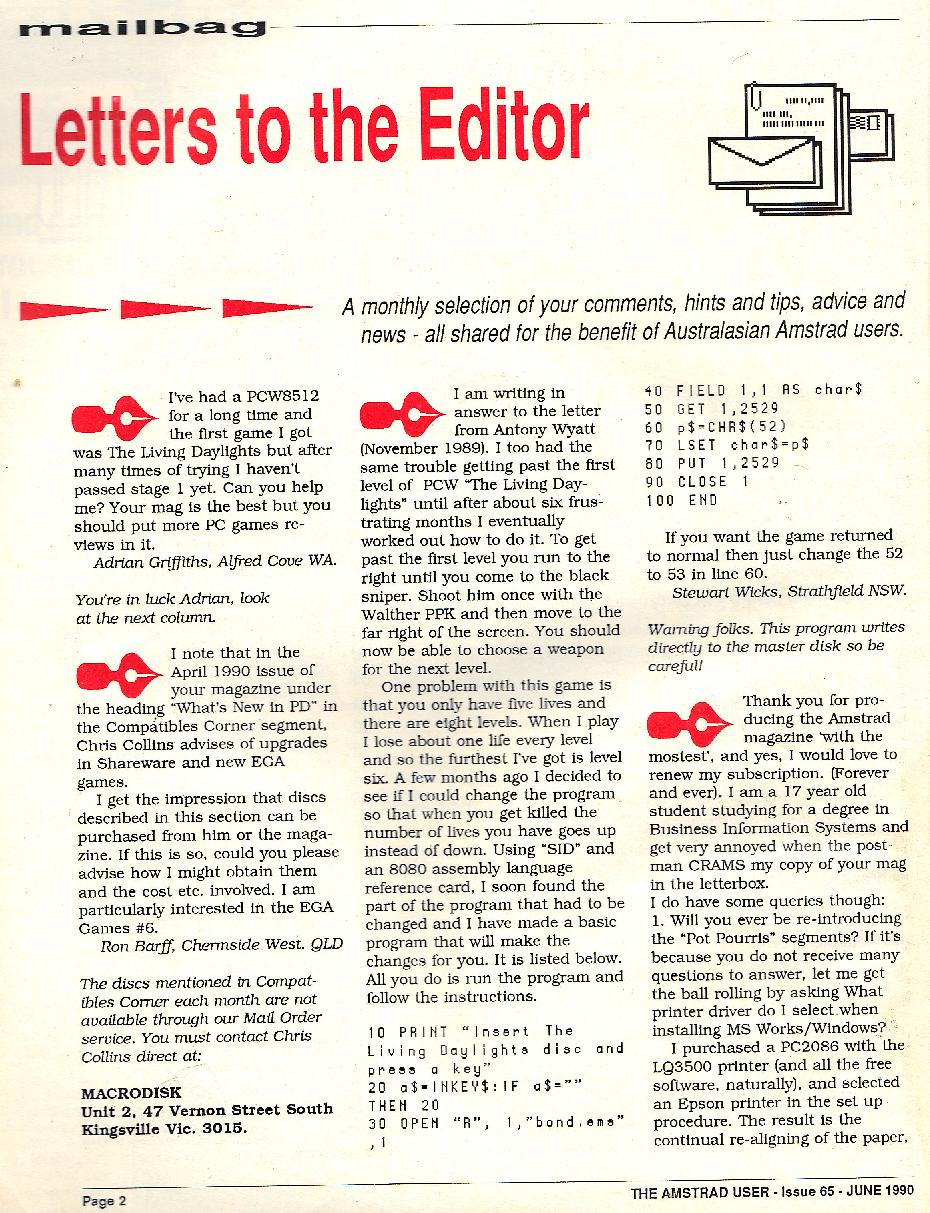 mailbag
Letters to the Editor
A monthly selection of your comments, hints and tips, advice and
news - all shared for the benefit of Australasian Amstrad users.
I've had a PCW8512
for a long time and
the first game I got
was The Living Daylights but after
many times of trying I haven't
passed stage 1 yet. Can you help
me? Your mag is the best but you
should put more PC games re-
views in it.
Adrian Griffiths, Alfred Cove WA.
You're in luck Adrian, look
at the next column.
I note that in the
April 1990 issue of
your magazine under
the heading "What's New in PD" in
the Compatibles Corner segment,
Chris Collins advises of upgrades
in Shareware and new EGA
games.
I get the impression that discs
described in this section can be
purchased from him or the maga-
zine. If this is so, could you please
advise how I might obtain them
and the cost etc. involved. I am
particularly interested in the EGA
Games #6.
Ron Barff, Chermside West. QLD
The discs mentioned in Compat-
ibles Corner each month are not
available through our Mail Order
service. You must contact Chris
Collins direct at:
MACRODISK
Unit 2, 47 Vernon Street South
Kingsville Vic. 3015.
I am writing in
answer to the letter
from Antony Wyatt
(November 1989). I too had the
same trouble getting past the first
level of PCW "The Living Day-
lights" until after about six frus-
trating months I eventually
worked out how to do it. To get
past the first level you run to the
right until you come to the black
sniper. Shoot him once with the
Walther PPK and then move to the
far right of the screen. You should
now be able to choose a weapon
for the next level.
One problem with this game is
that you only have five lives and
there are eight levels. When I play
I lose about one life every level
and so the furthest I've got is level
six. A few months ago I decided to
see if I could change the program
so that when you get killed the
number of lives you have goes up
instead of down. Using "SID" and
an 8080 assembly language
reference card, I soon found the
part of the program that had to be
changed and I have made a basic
program that will make the
changes for you. It is listed below.
All you do is run the program and
follow the instructions.
10 PRINT "Insert The
Living Daylights disc and
press a key"
20 a$=INKEY$:IF a$=""
THEN 20
30 OPEN "R", 1,"bond.ems"
,1
40 FIELD 1,1 AS char$
50 GET 1,2529
60 p$=CHR$(52)
70 LSET char$=p$
80 PUT 1,2529
90 CLOSE 1
100 END
If you want the game returned
to normal then just change the 52
to 53 in line 60.
Stewart Wicks, Strathfield NSW.
Warning folks. This program writes
directly to the master disk so be
careful!
Thank you for pro-
ducing the Amstrad
magazine 'with the
mostest', and yes, I would love to
renew my subscription. (Forever
and ever). I am a 17 year old
student studying for a degree in
Business Information Systems and
get very annoyed when the post-
man CRAMS my copy of your mag
in the letterbox.
I do have some queries though:
1. Will you ever be re-introducing
the "Pot Pourris" segments? If it's
because you do not receive many
questions to answer, let me get
the ball rolling by asking What
printer driver do I select when
installing MS Works/Windows?
I purchased a PC2086 with the
LQ3500 printer (and all the free
software, naturally), and selected
an Epson printer in the set up
procedure. The result is the
continual re-aligning of the paper,
Page 2
THE AMSTRAD USER - Issue 65 - JUNE 1990